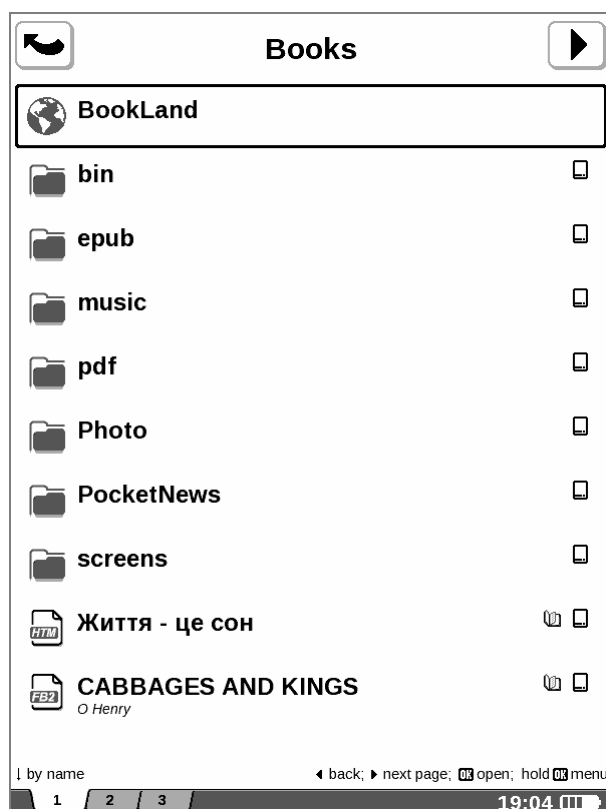 Books
BookLand
bin
epub
music
pdf
Photo
PocketNews
screens
HTM Життя - це сон
FB2 CABBAGES AND KINGS
O Henry
↓ by name ◀ back; ▶ next page; OK open; hold OK menu
1 2 3 19:04